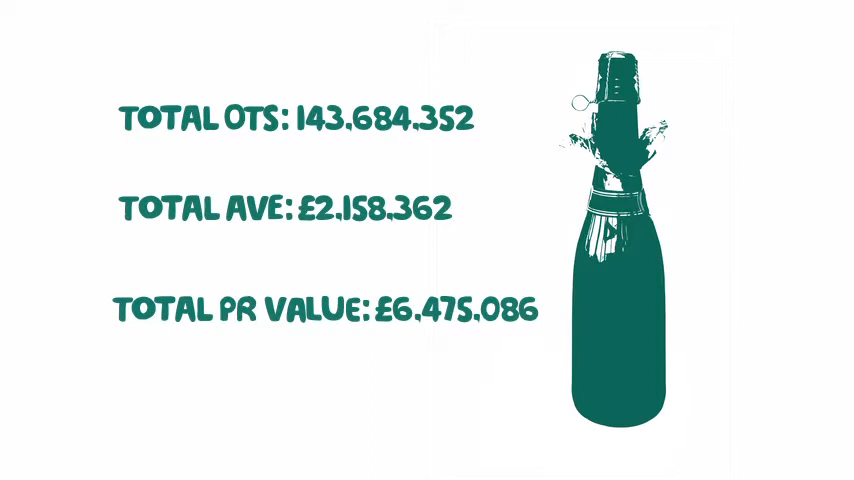 TOTAL OTS: 143,684,352
TOTAL AVE: £2,158,362
TOTAL PR VALUE: £6,475,086